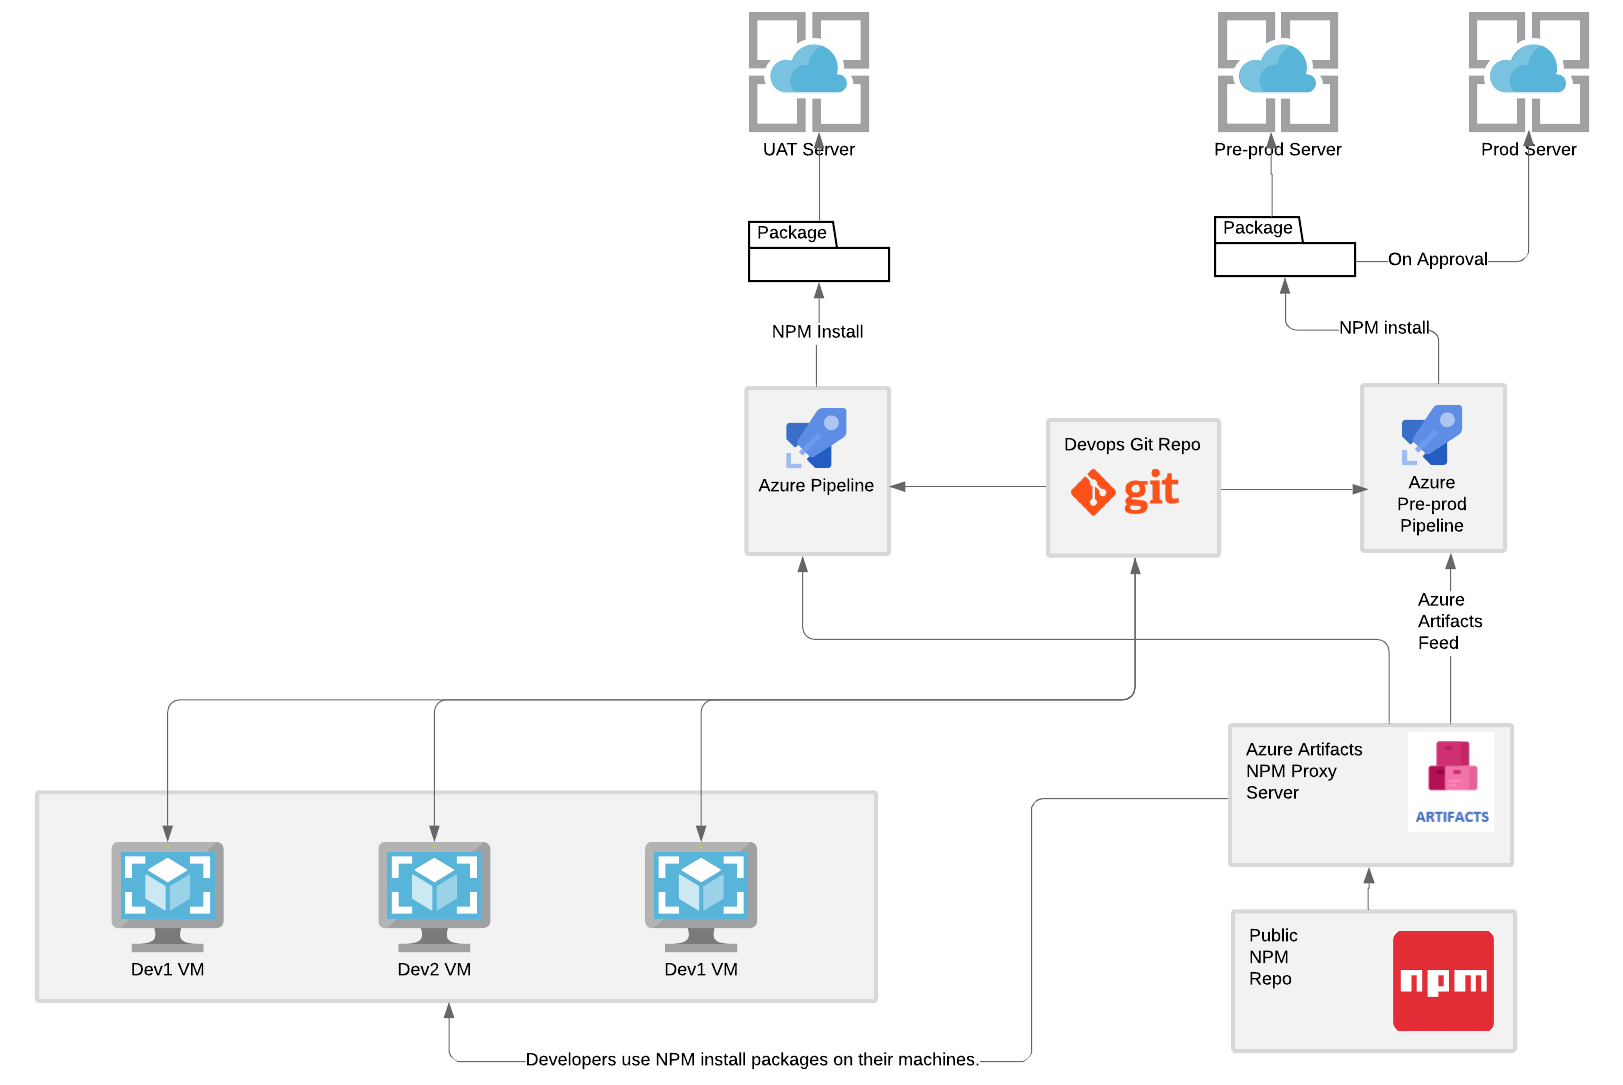 UAT Server
Pre-prod Server
Prod Server
Package
Package
On Approval
NPM Install
NPM install
Azure Pipeline
Devops Git Repo
git
Azure
Pre-prod
Pipeline
Azure
Artifacts
Feed
Azure Artifacts
NPM Proxy
Server
ARTIFACTS
Dev1 VM
Dev2 VM
Dev1 VM
Public
NPM
Repo
npm
Developers use NPM install packages on their machines.